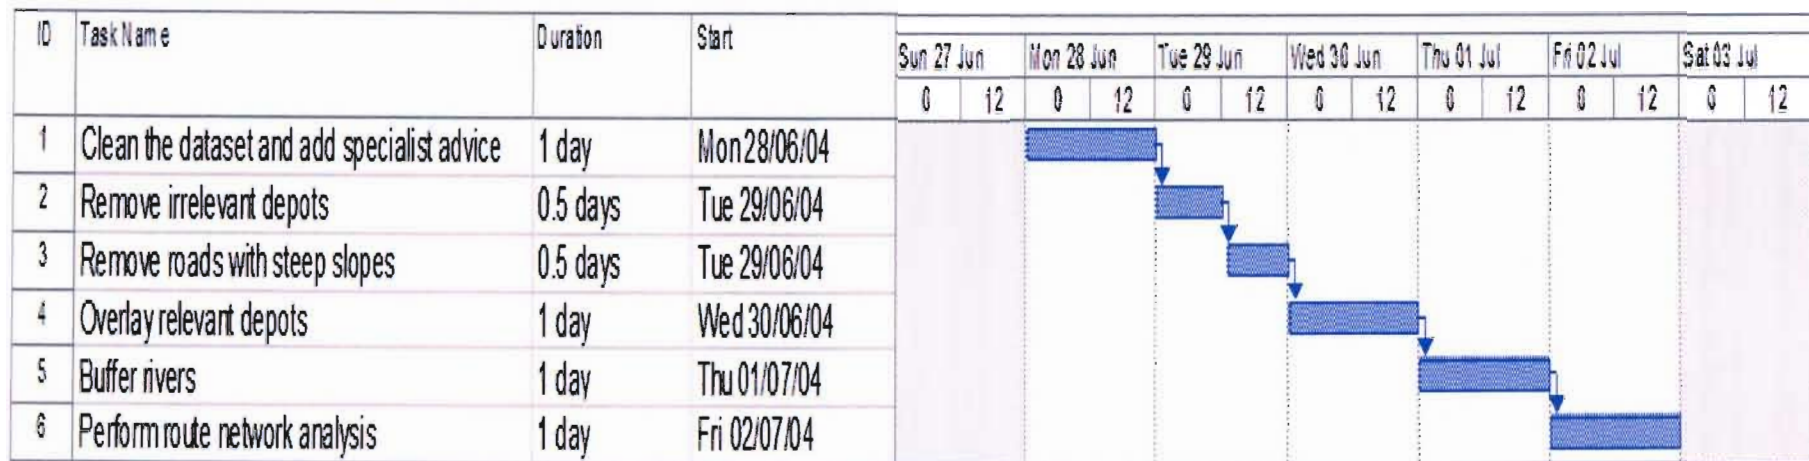 ID Task Name Duration Start
Sun 27 Jun Mon 28 Jun Tue 29 Jun Wed 30 Jun Thu 01 Jul Fri 02 Jul Sat 03 Jul
0 12 0 12 0 12 0 12 0 12 0 12 0 12
1 Clean the dataset and add specialist advice 1 day Mon 28/06/04
2 Remove irrelevant depots 0.5 days Tue 29/06/04
3 Remove roads with steep slopes 0.5 days Tue 29/06/04
4 Overlay relevant depots 1 day Wed 30/06/04
5 Buffer rivers 1 day Thu 01/07/04
6 Perform route network analysis 1 day Fri 02/07/04